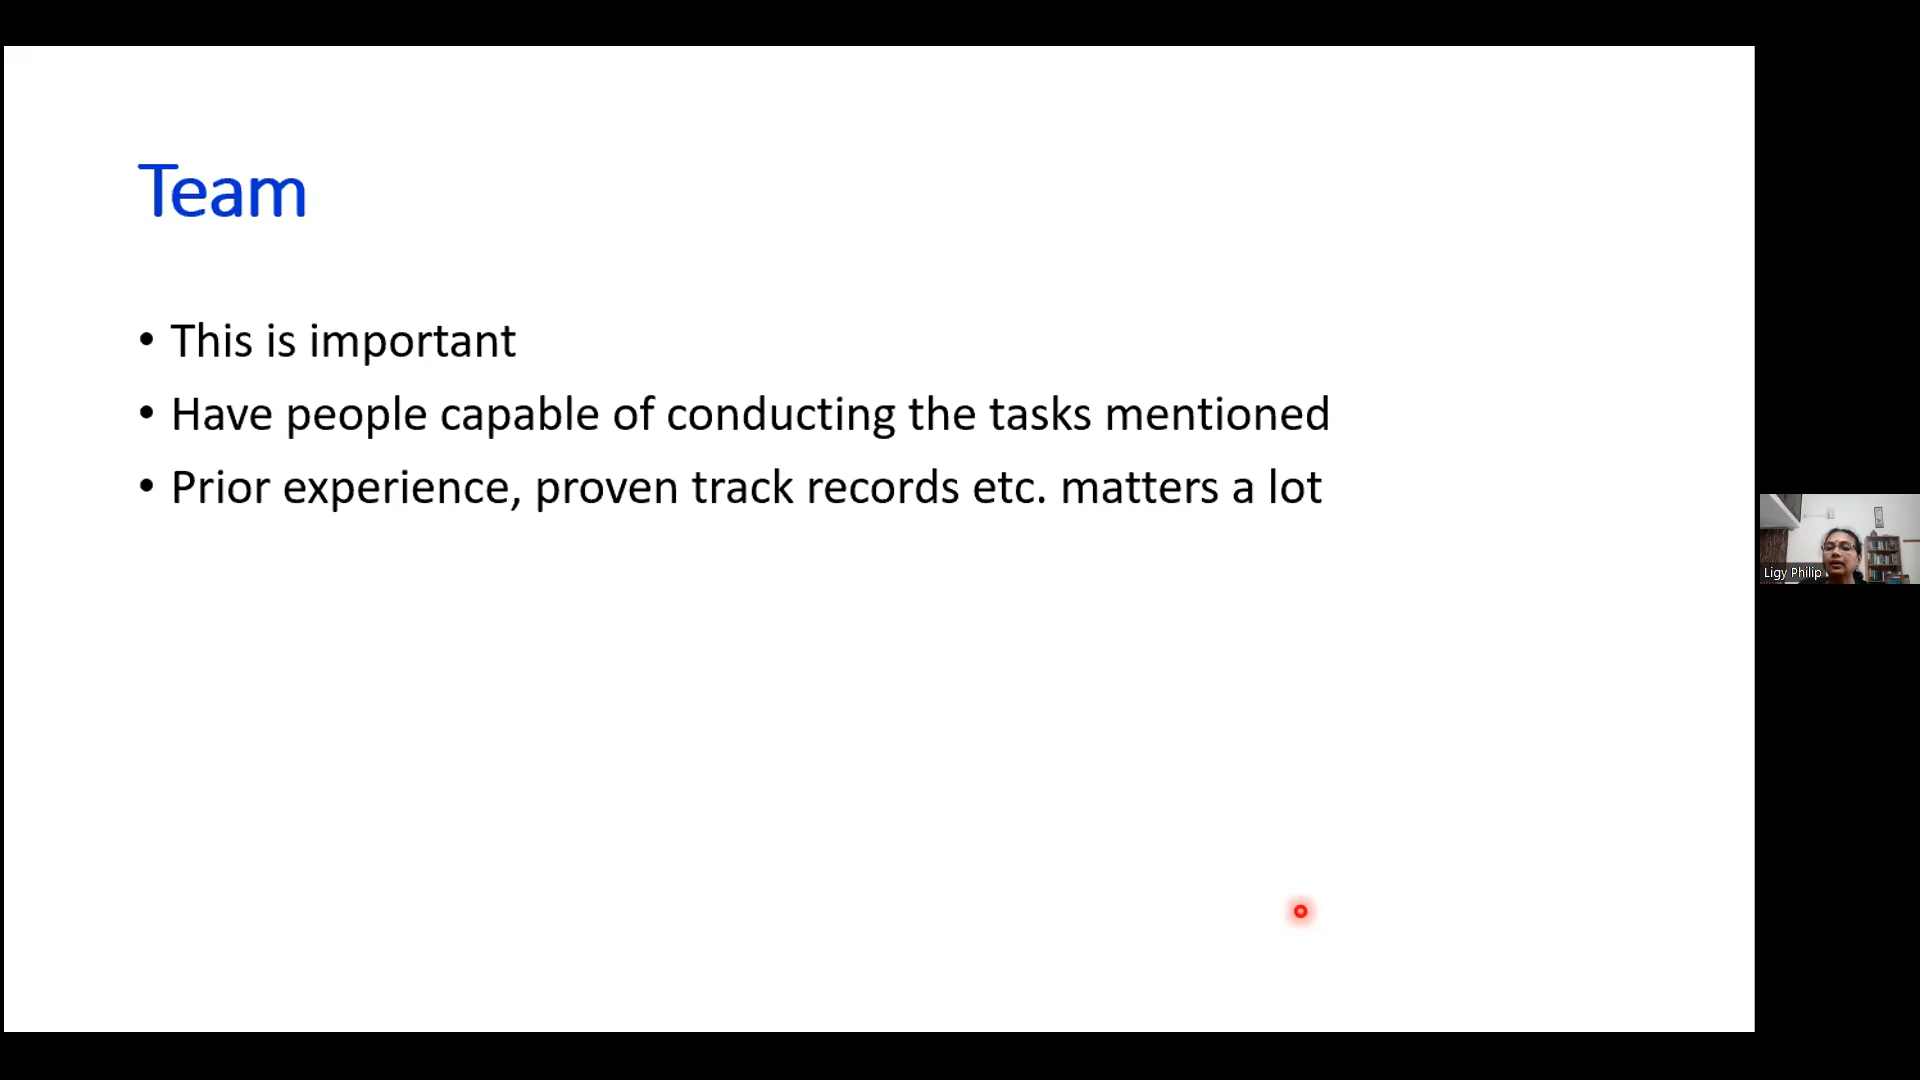 Team
• This is important
• Have people capable of conducting the tasks mentioned
• Prior experience, proven track records etc. matters a lot
Ligy Philip